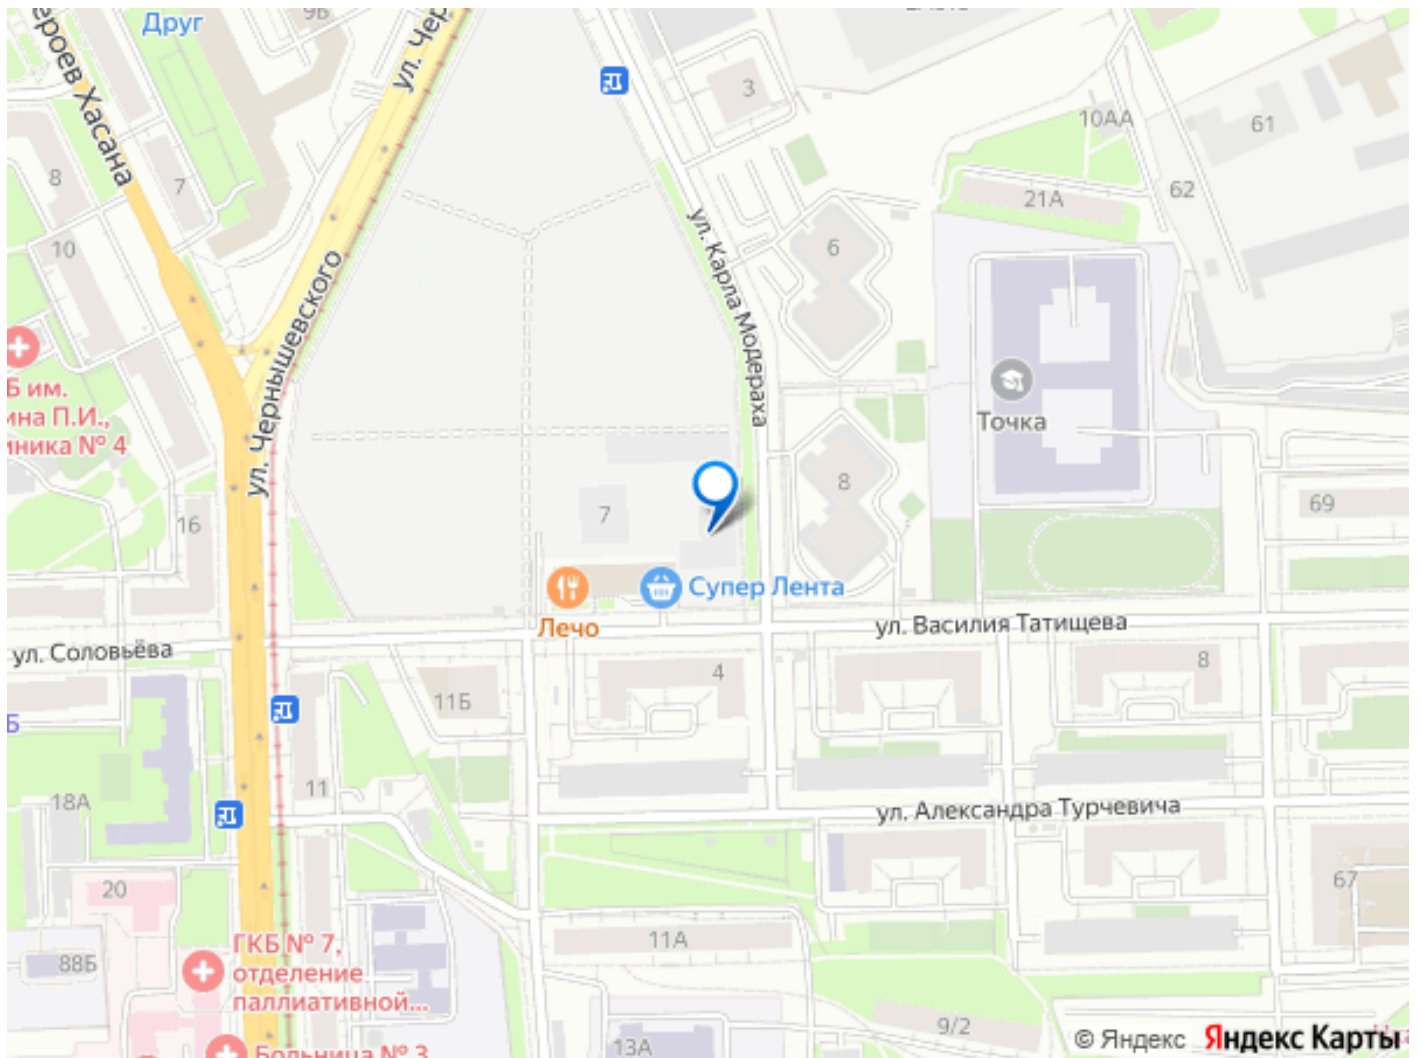 Друг
9Б
ул. Чер
ероев Хасана
3
10АА
61
8
7
62
21А
10
ул. Карла Модераха
6
ул. Чернышевского
Б им.
ина П.И.,
иника № 4
Точка
8
69
16
7
Супер Лента
Лечо
ул. Василия Татищева
ул. Соловьёва
4
8
11Б
Б
11
18А
ул. Александра Турчевича
20
67
11А
ГКБ № 7,
отделение
паллиативной...
88Б
9/2
13А
Больница № 3
© Яндекс Яндекс Карты